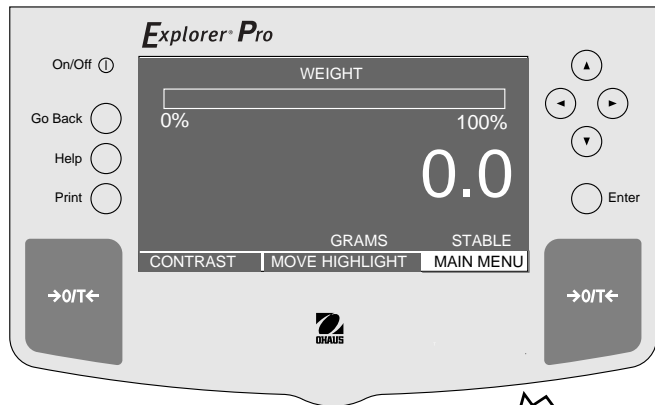 Explorer® Pro
On/Off
Go Back
Help
Print
WEIGHT
0% 100%
0.0
GRAMS STABLE
CONTRAST MOVE HIGHLIGHT MAIN MENU
Enter
→0/T←
→0/T←
OHAUS